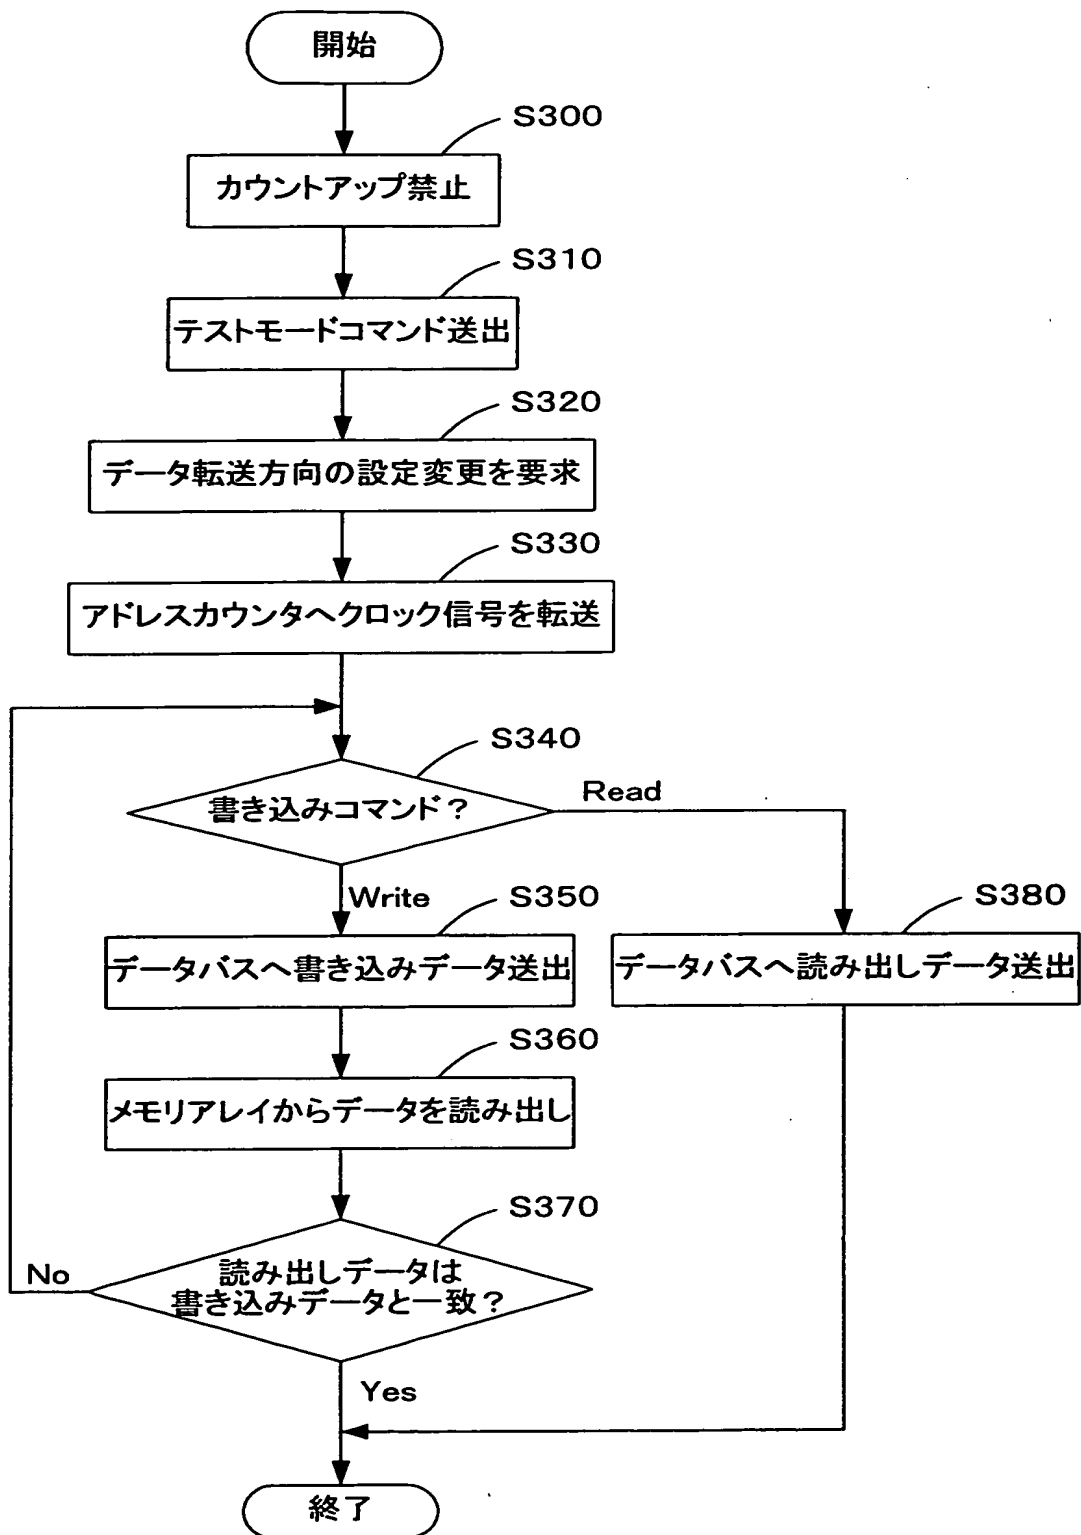 開始
S300
カウントアップ禁止
S310
テストモードコマンド送出
S320
データ転送方向の設定変更を要求
S330
アドレスカウンタへクロック信号を転送
S340
書き込みコマンド?
Read
Write
S350
データバスへ書き込みデータ送出
S380
データバスへ読み出しデータ送出
S360
メモリアレイからデータを読み出し
S370
読み出しデータは
書き込みデータと一致?
No
Yes
終了